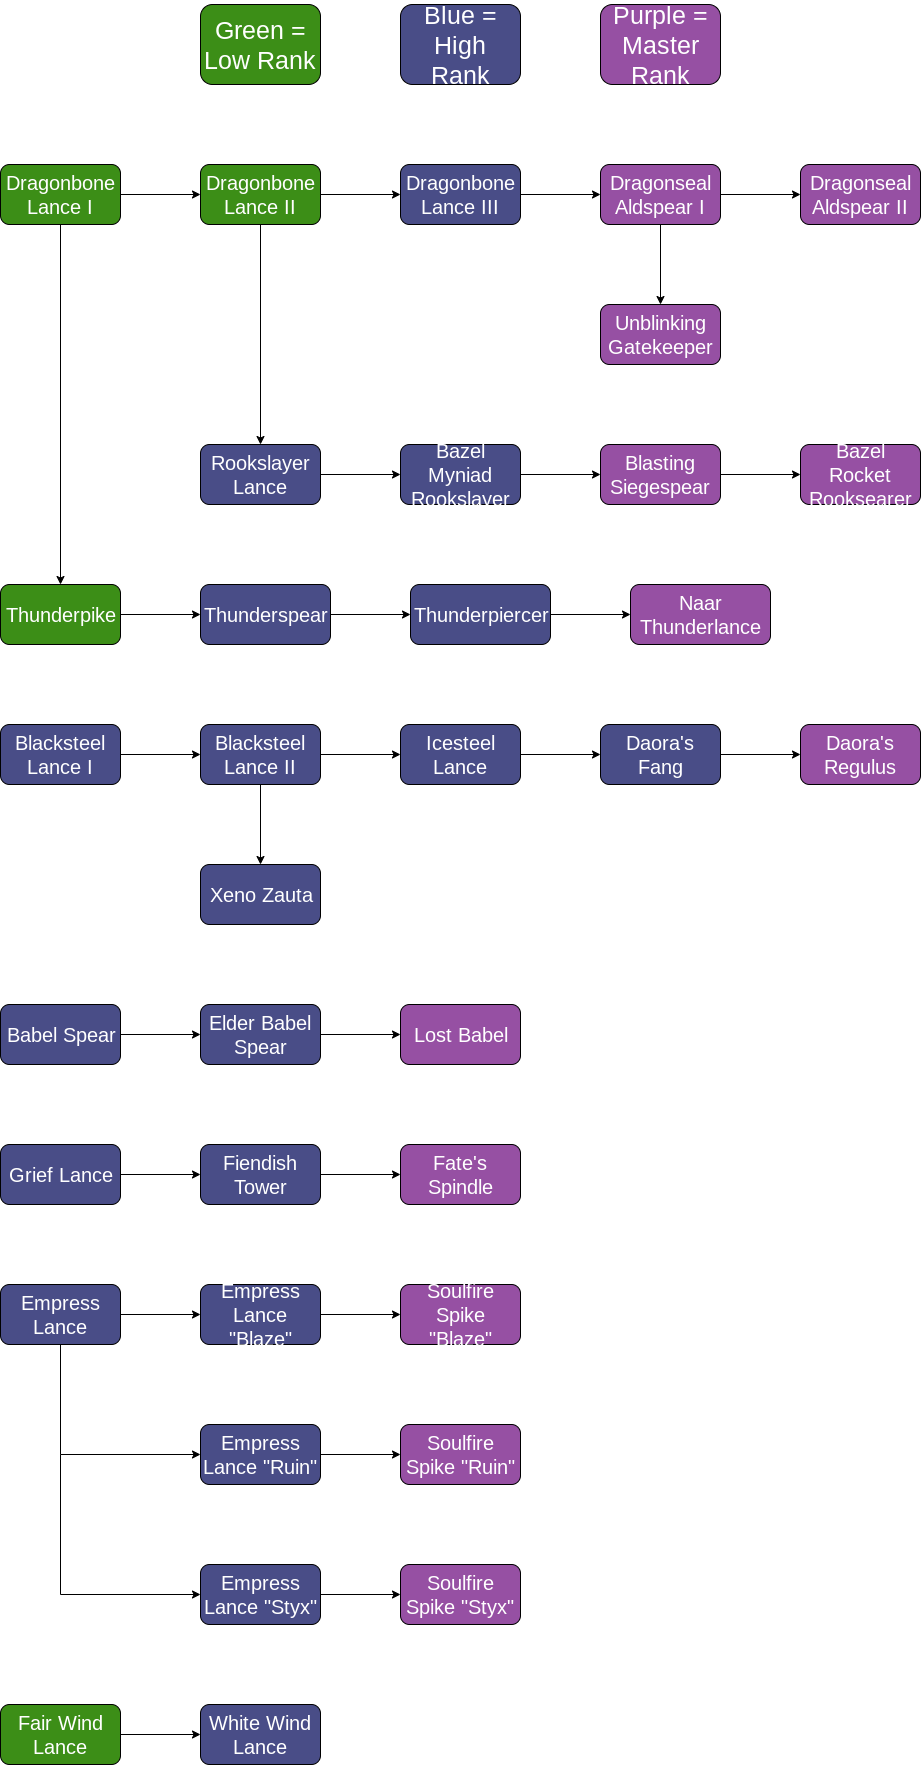 Green =
Low Rank
Blue =
High
Rank
Purple =
Master
Rank
Dragonbone
Lance I
Dragonbone
Lance II
Dragonbone
Lance III
Dragonseal
Aldspear I
Dragonseal
Aldspear II
Unblinking
Gatekeeper
Rookslayer
Lance
Bazel
Myniad
Rookslayer
Blasting
Siegespear
Bazel
Rocket
Rooksearer
Thunderpike
Thunderspear
Thunderpiercer
Naar
Thunderlance
Blacksteel
Lance I
Blacksteel
Lance II
Icesteel
Lance
Daora's
Fang
Daora's
Regulus
Xeno Zauta
Babel Spear
Elder Babel
Spear
Lost Babel
Grief Lance
Fiendish
Tower
Fate's
Spindle
Empress
Lance
Empress
Lance
"Blaze"
Soulfire
Spike
"Blaze"
Empress
Lance "Ruin"
Soulfire
Spike "Ruin"
Empress
Lance "Styx"
Soulfire
Spike "Styx"
Fair Wind
Lance
White Wind
Lance